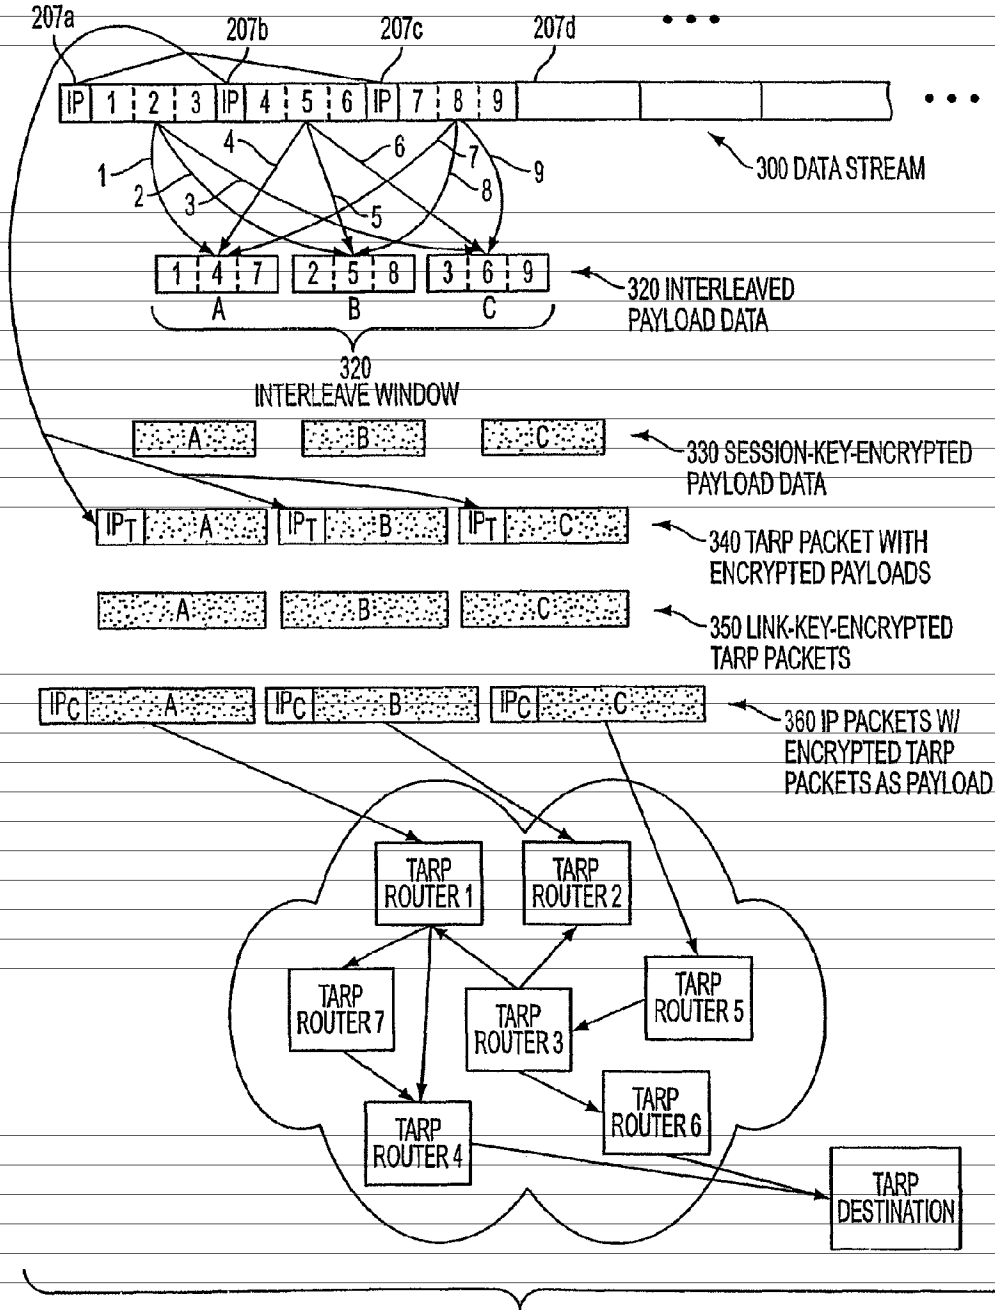 207a
207b
207c
207d
• • •
IP 1 2 3 IP 4 5 6 IP 7 8 9
• • •
300 DATA STREAM
1 2 3 4 5 6 7 8 9
1 4 7
2 5 8
3 6 9
A B C
320 INTERLEAVED
PAYLOAD DATA
320
INTERLEAVE WINDOW
A B C
330 SESSION-KEY-ENCRYPTED
PAYLOAD DATA
IPT A IPT B IPT C
340 TARP PACKET WITH
ENCRYPTED PAYLOADS
A B C
350 LINK-KEY-ENCRYPTED
TARP PACKETS
IPC A IPC B IPC C
360 IP PACKETS W/
ENCRYPTED TARP
PACKETS AS PAYLOAD
TARP
ROUTER 1
TARP
ROUTER 2
TARP
ROUTER 7
TARP
ROUTER 3
TARP
ROUTER 5
TARP
ROUTER 4
TARP
ROUTER 6
TARP
DESTINATION